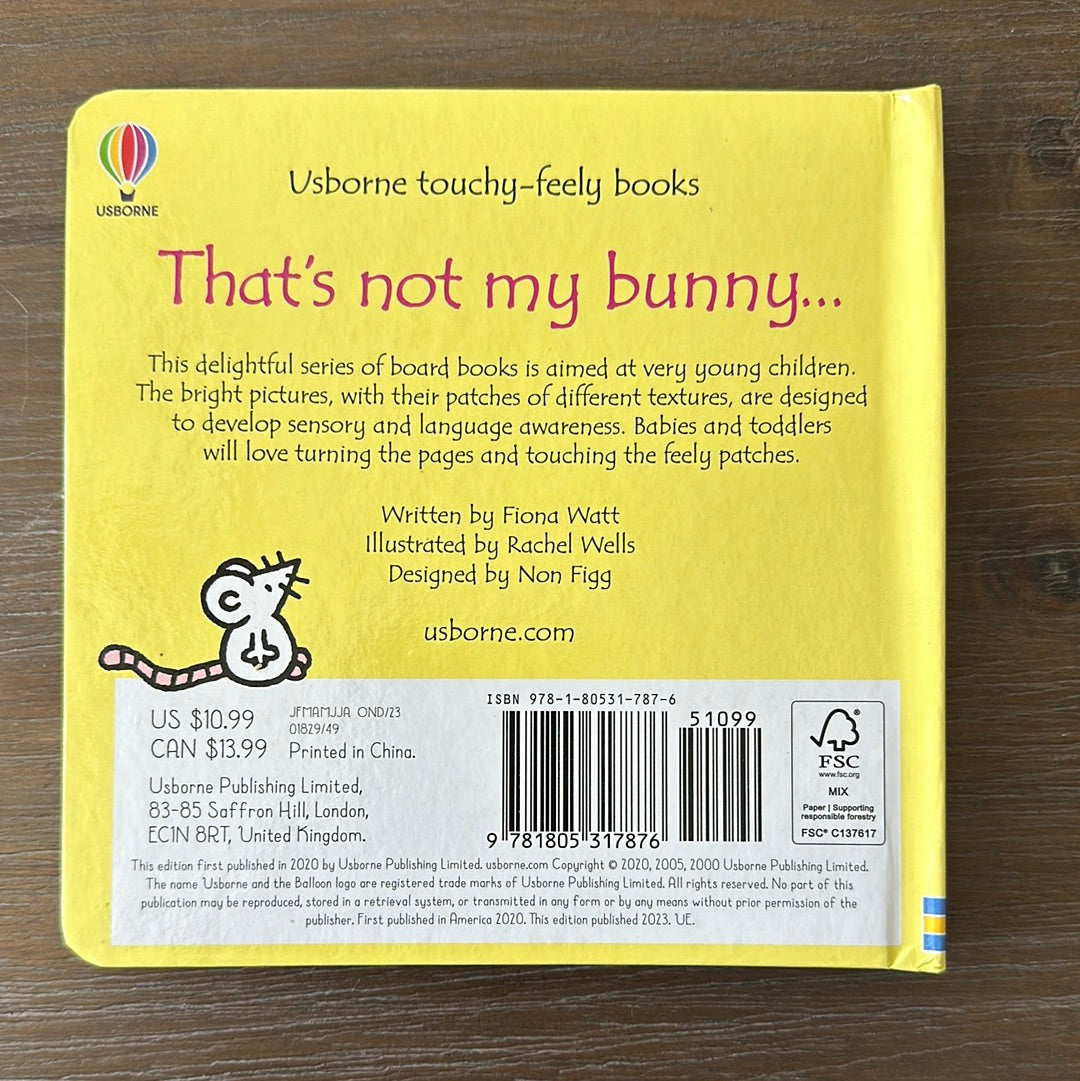 USBORNE
Usborne touchy-feely books
That's not my bunny...
This delightful series of board books is aimed at very young children.
The bright pictures, with their patches of different textures, are designed
to develop sensory and language awareness. Babies and toddlers
will love turning the pages and touching the feely patches.
Written by Fiona Watt
Illustrated by Rachel Wells
Designed by Non Figg
usborne.com
US $10.99
CAN $13.99
JFMAMJJA OND/23
01829/49
Printed in China.
Usborne Publishing Limited,
83-85 Saffron Hill, London,
EC1N 8RT, United Kingdom.
ISBN 978-1-80531-787-6
51099
9 781805 317876
FSC®
www.fsc.org
MIX
Paper | Supporting
responsible forestry
FSC® C137617
This edition first published in 2020 by Usborne Publishing Limited. usborne.com Copyright © 2020, 2005, 2000 Usborne Publishing Limited.
The name Usborne and the Balloon logo are registered trade marks of Usborne Publishing Limited. All rights reserved. No part of this
publication may be reproduced, stored in a retrieval system, or transmitted in any form or by any means without prior permission of the
publisher. First published in America 2020. This edition published 2023. UE.